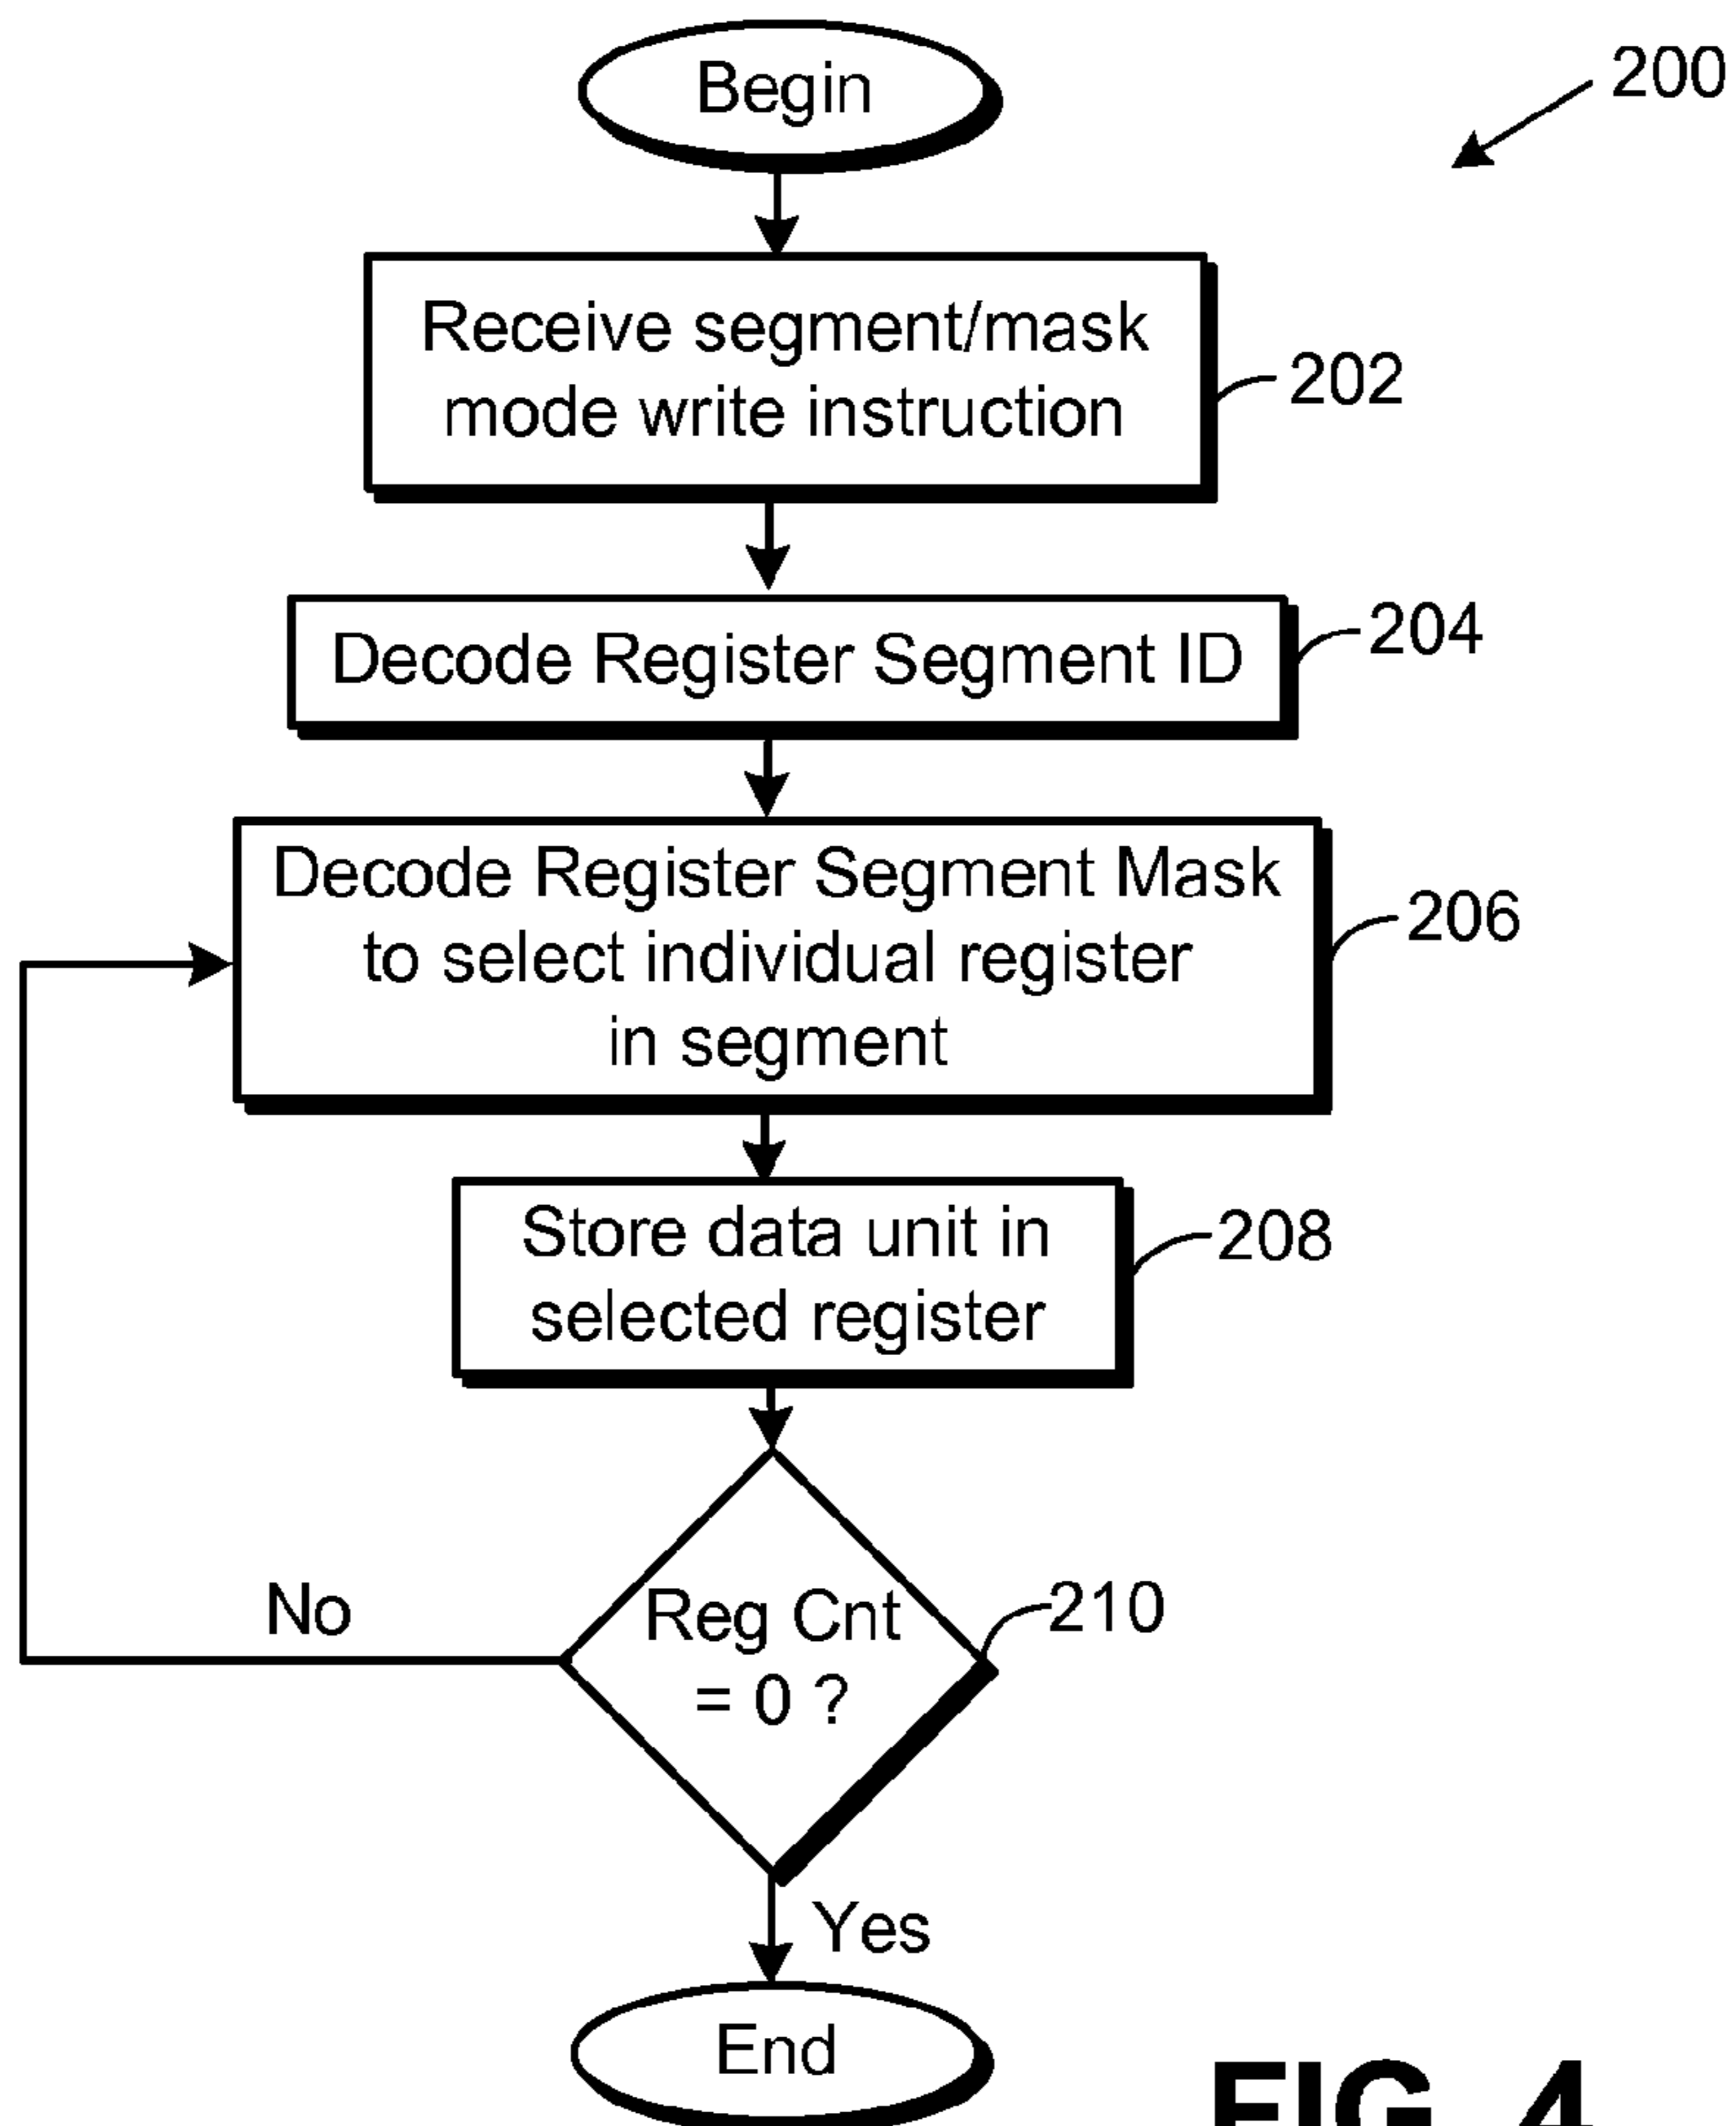 Begin
200
Receive segment/mask
mode write instruction
202
Decode Register Segment ID
204
Decode Register Segment Mask
to select individual register
in segment
206
Store data unit in
selected register
208
Reg Cnt
= 0 ?
210
No
Yes
End
FIG. 4